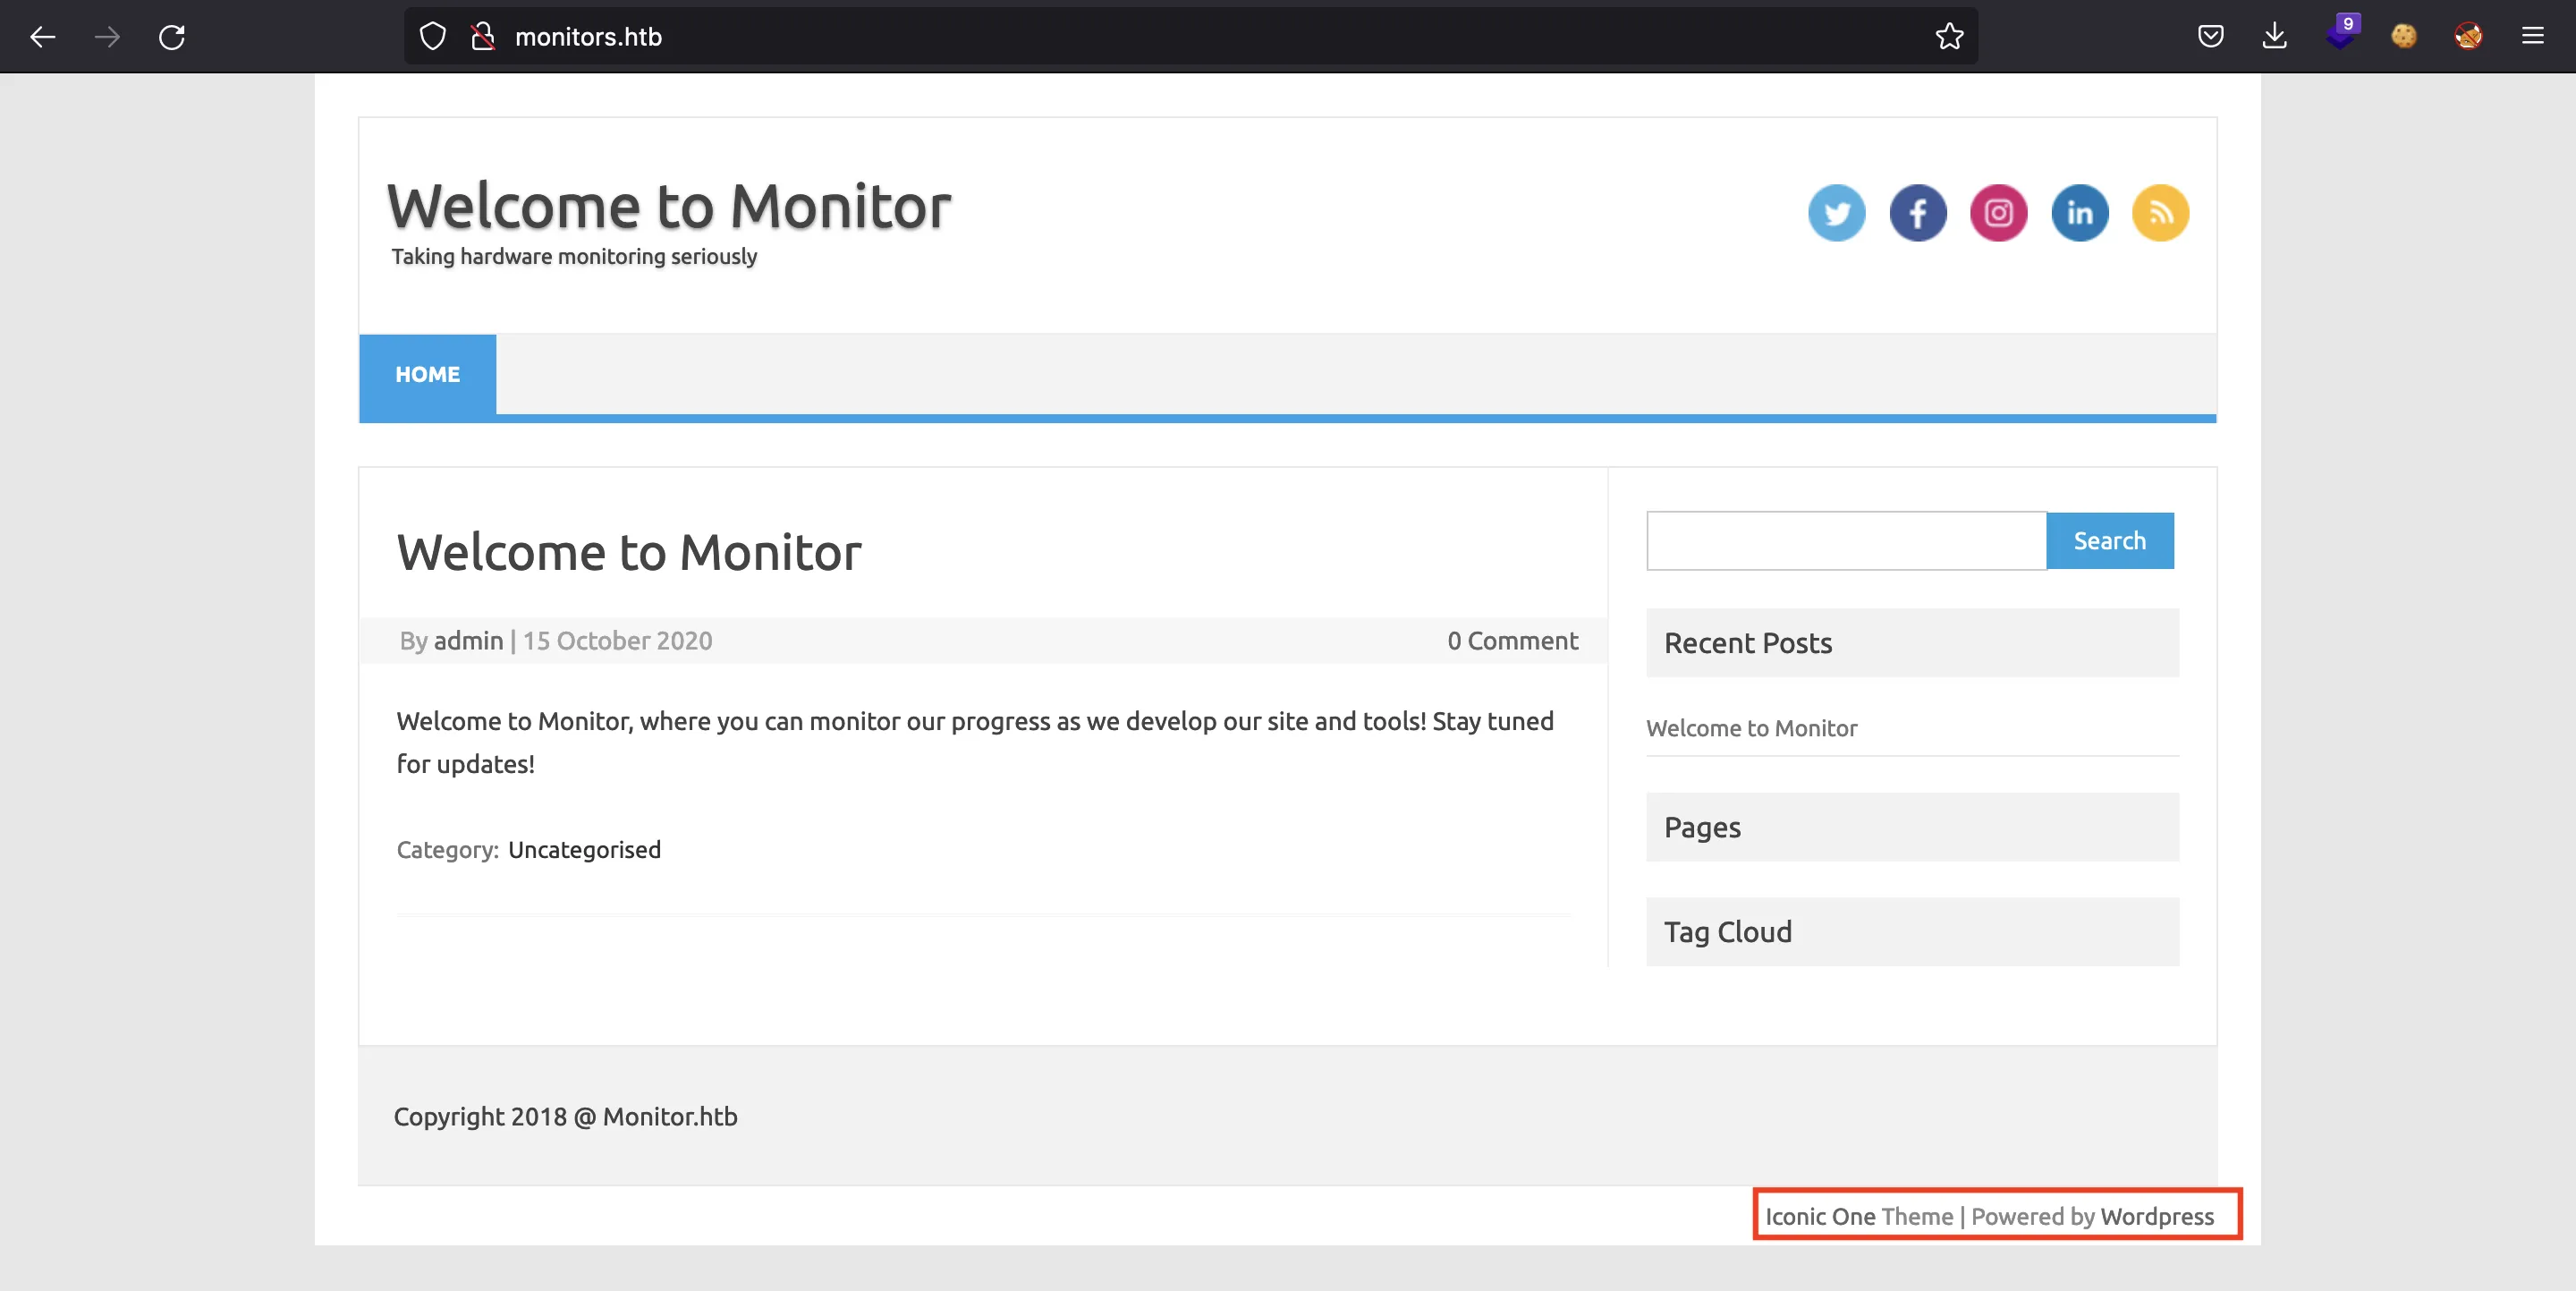 monitors.htb
9
Welcome to Monitor
Taking hardware monitoring seriously
HOME
Welcome to Monitor
By admin | 15 October 2020
0 Comment
Welcome to Monitor, where you can monitor our progress as we develop our site and tools! Stay tuned
for updates!
Category: Uncategorised
Search
Recent Posts
Welcome to Monitor
Pages
Tag Cloud
Copyright 2018 @ Monitor.htb
Iconic One Theme | Powered by Wordpress